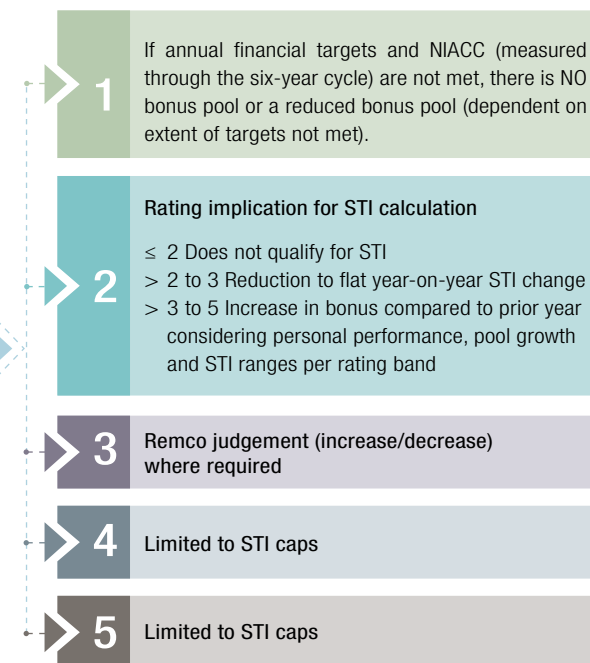 1
If annual financial targets and NIACC (measured
through the six-year cycle) are not met, there is NO
bonus pool or a reduced bonus pool (dependent on
extent of targets not met).
2
Rating implication for STI calculation
≤ 2 Does not qualify for STI
> 2 to 3 Reduction to flat year-on-year STI change
> 3 to 5 Increase in bonus compared to prior year
considering personal performance, pool growth
and STI ranges per rating band
3
Remco judgement (increase/decrease)
where required
4
Limited to STI caps
5
Limited to STI caps